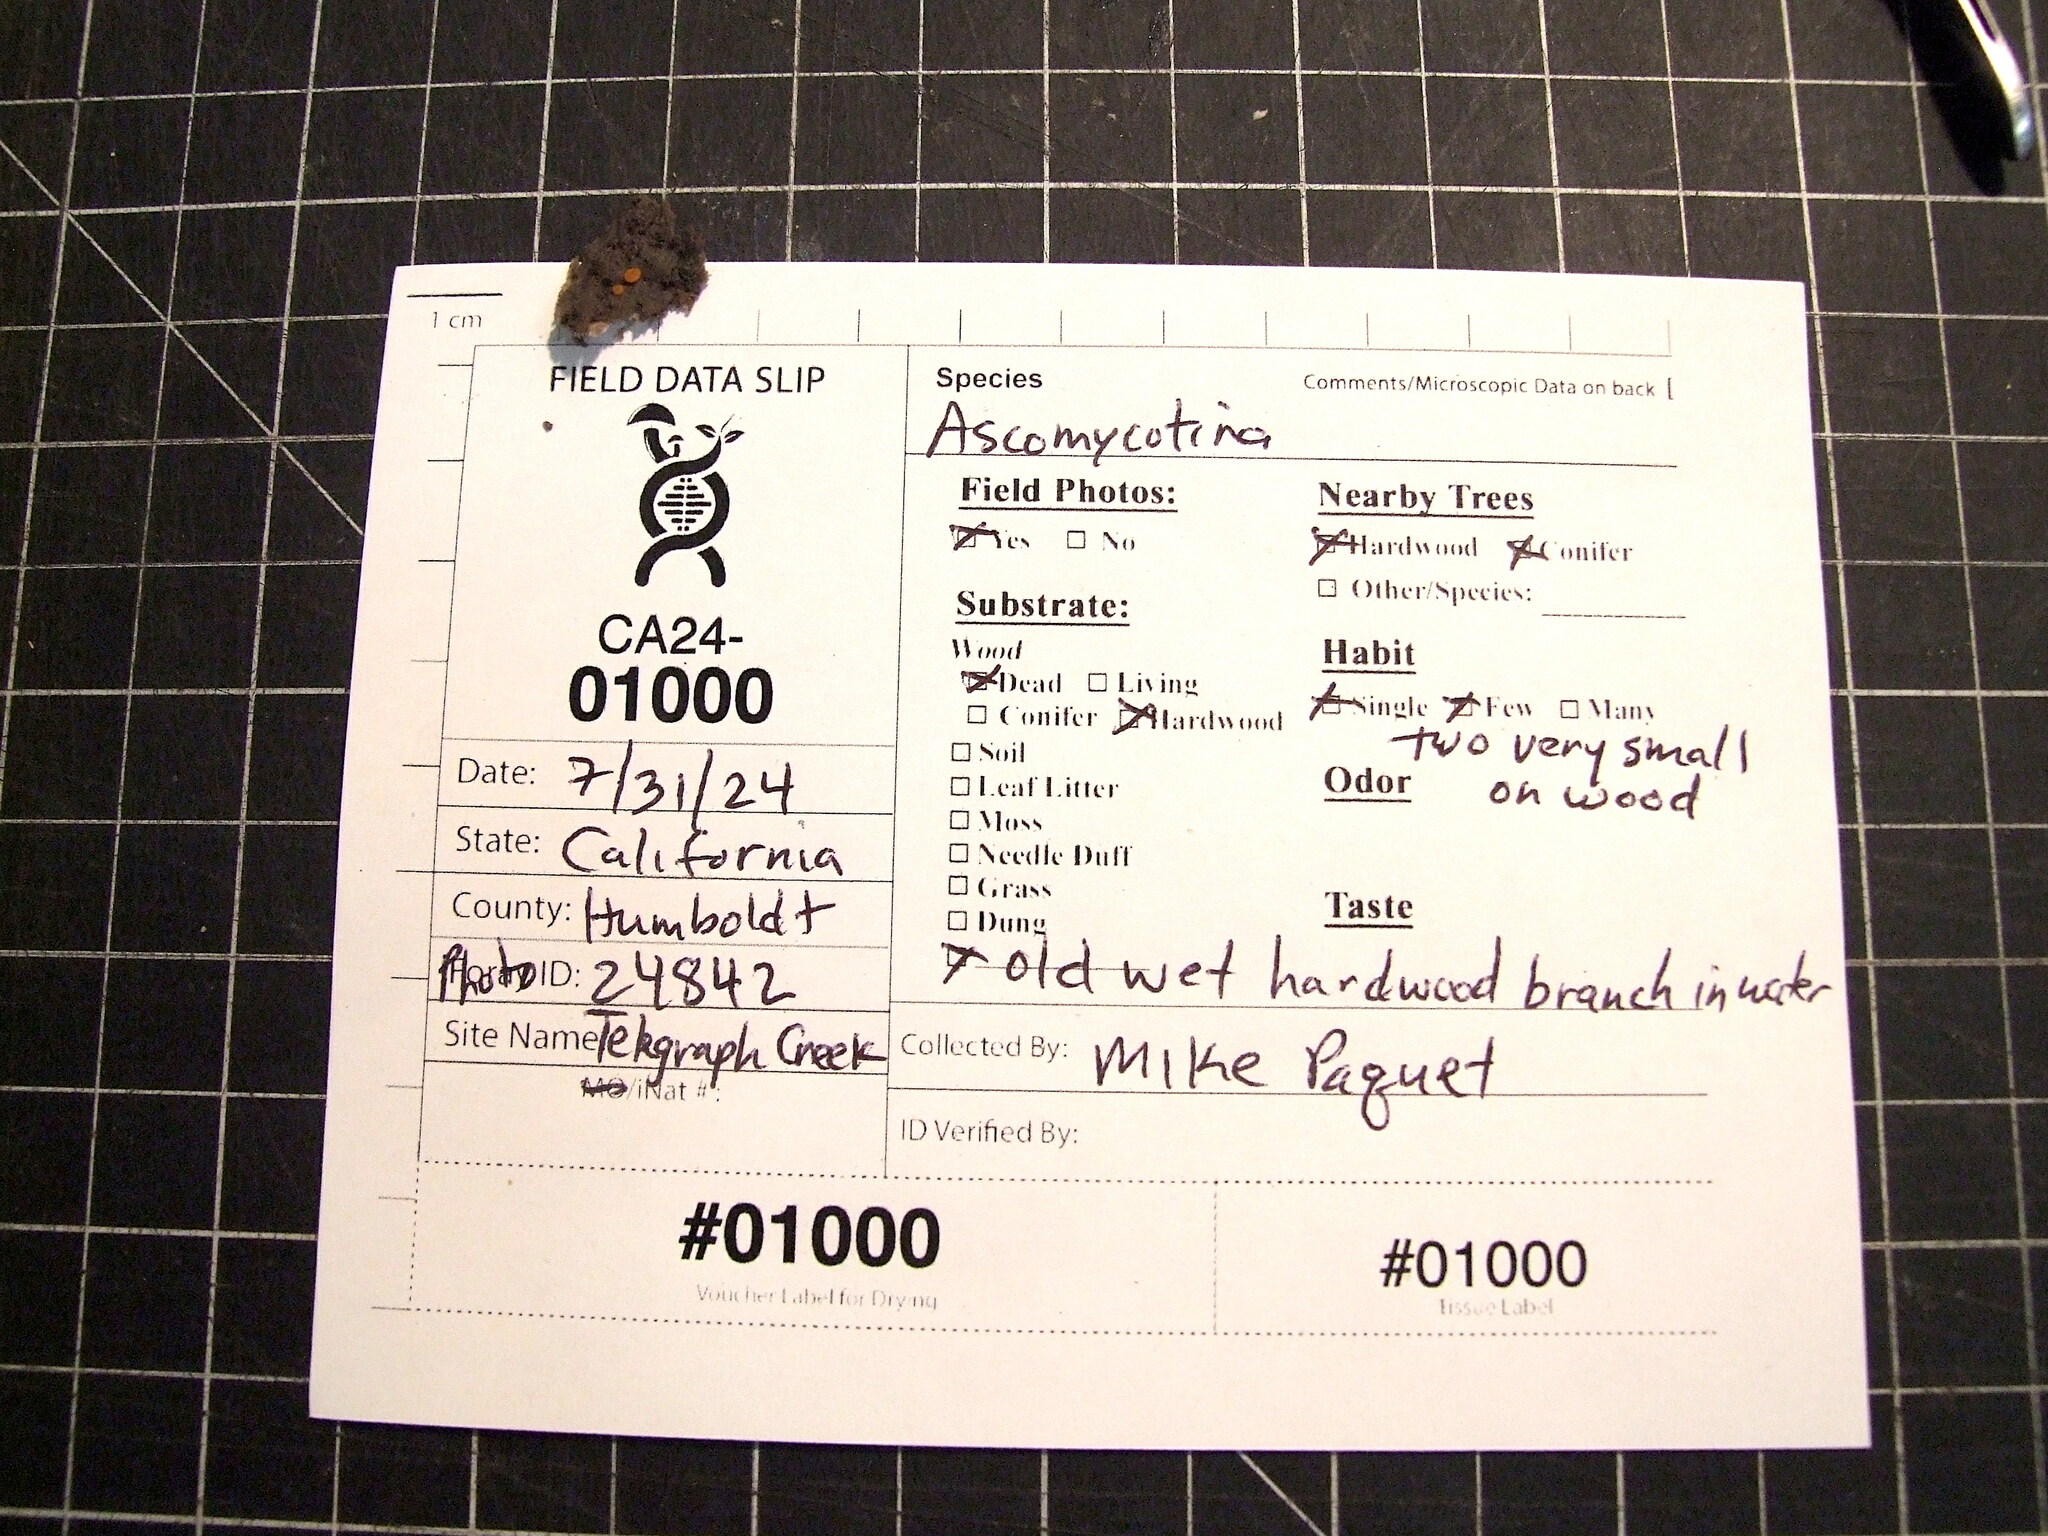 1 cm
FIELD DATA SLIP
CA24-
01000
Date: 7/31/24
State: California
County: Humboldt
Photo ID: 24842
Site Name Telegraph Creek
MO/iNat #:
Species
Comments/Microscopic Data on back [
Ascomycotina
Field Photos:
Yes No
Substrate:
Wood
Dead Living
Conifer Hardwood
Soil
Leaf Litter
Moss
Needle Duff
Grass
Dung
old wet hardwood branch in water
Nearby Trees
Hardwood Conifer
Other/Species:
Habit
Single Few Many
two very small
on wood
Odor
Taste
Collected By: Mike Paquet
ID Verified By:
#01000
Voucher Label for Drying
#01000
Tissue Label